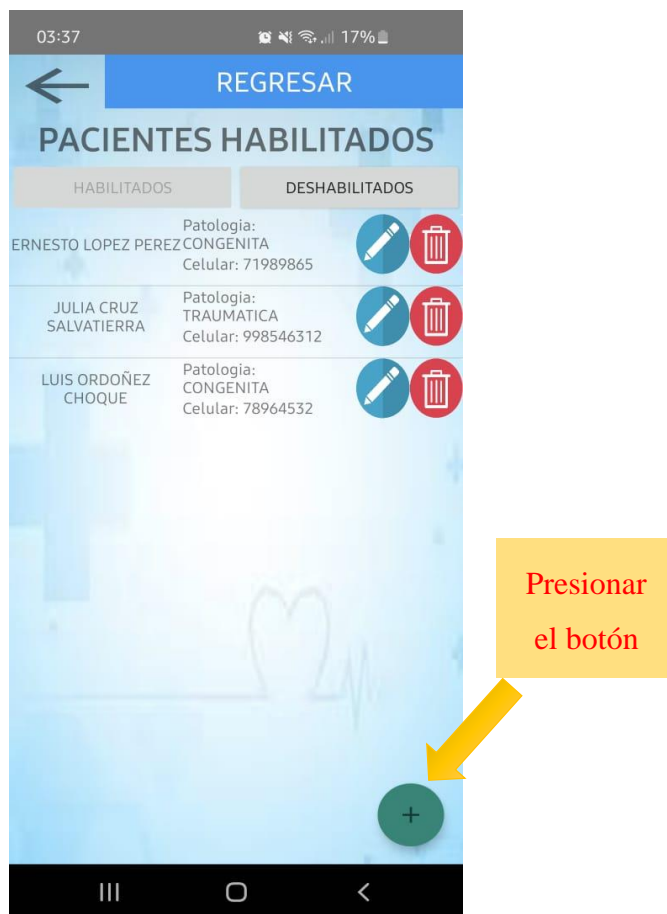 03:37 17%
REGRESAR
PACIENTES HABILITADOS
HABILITADOS DESHABILITADOS
ERNESTO LOPEZ PEREZ
Patologia:
CONGENITA
Celular: 71989865
JULIA CRUZ
SALVATIERRA
Patologia:
TRAUMATICA
Celular: 998546312
LUIS ORDOÑEZ
CHOQUE
Patologia:
CONGENITA
Celular: 78964532
Presionar
el botón
+